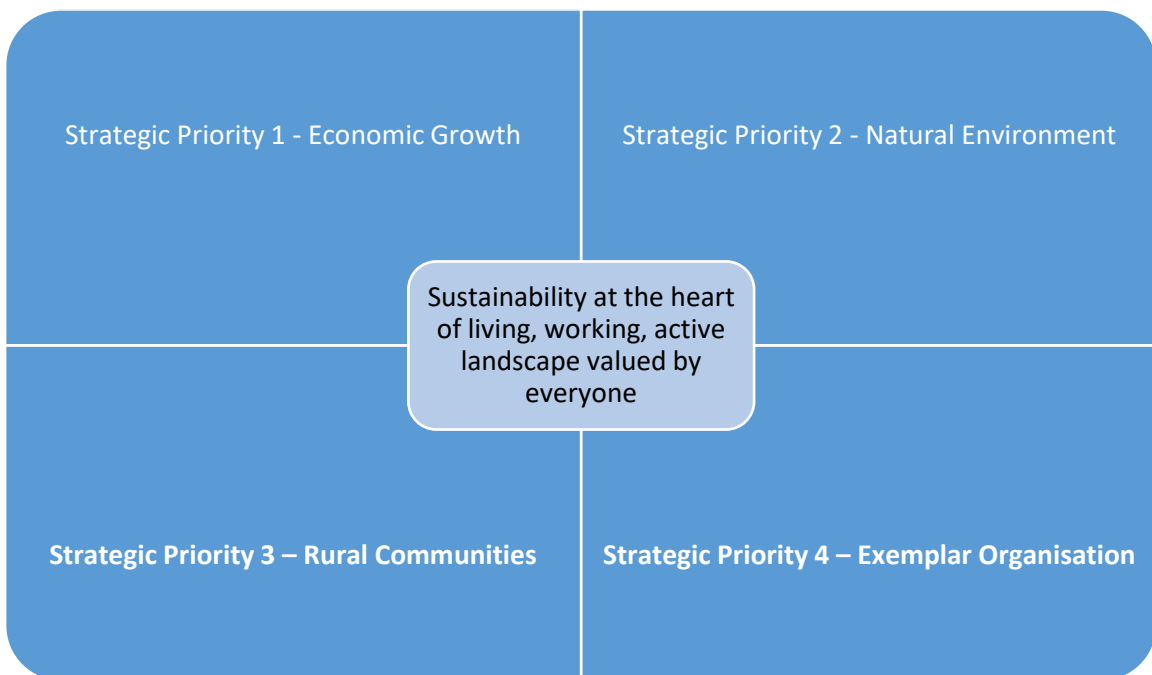 Strategic Priority 1 - Economic Growth
Strategic Priority 2 - Natural Environment
Sustainability at the heart
of living, working, active
landscape valued by
everyone
Strategic Priority 3 – Rural Communities
Strategic Priority 4 – Exemplar Organisation